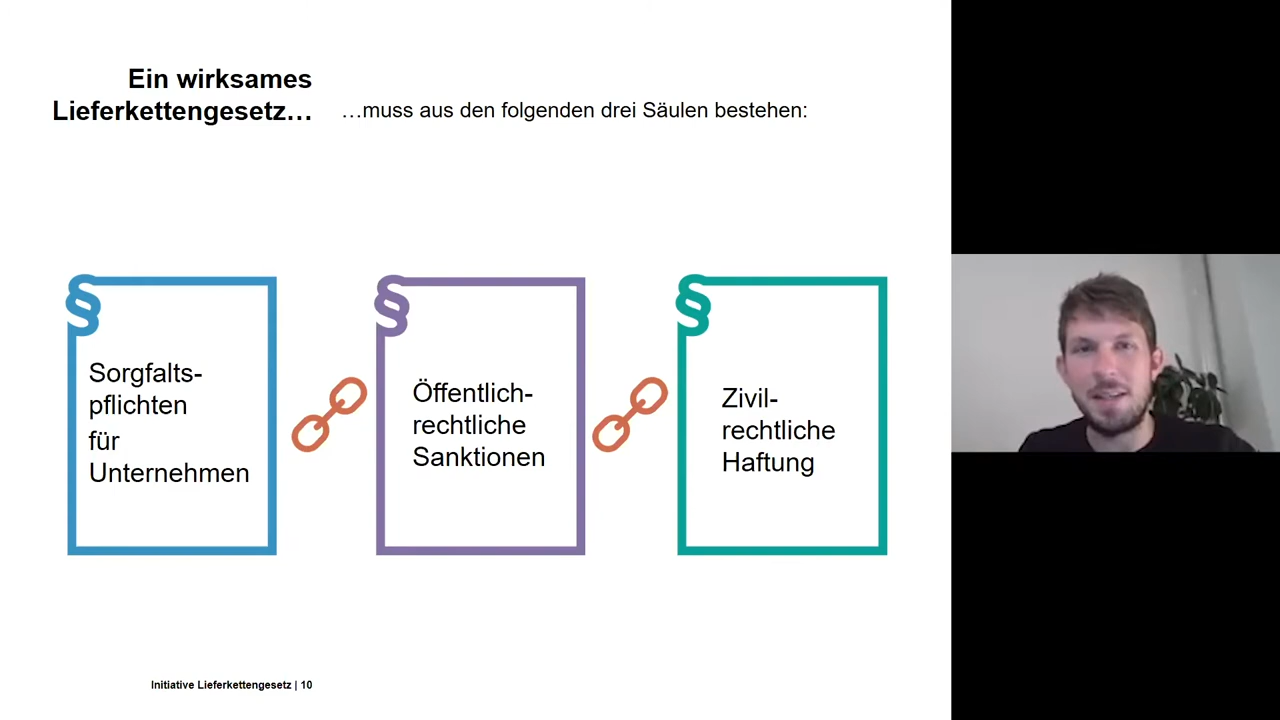 Ein wirksames
Lieferkettengesetz…
…muss aus den folgenden drei Säulen bestehen:
§
Sorgfalts-
pflichten
für
Unternehmen
§
Öffentlich-
rechtliche
Sanktionen
§
Zivil-
rechtliche
Haftung
Initiative Lieferkettengesetz | 10